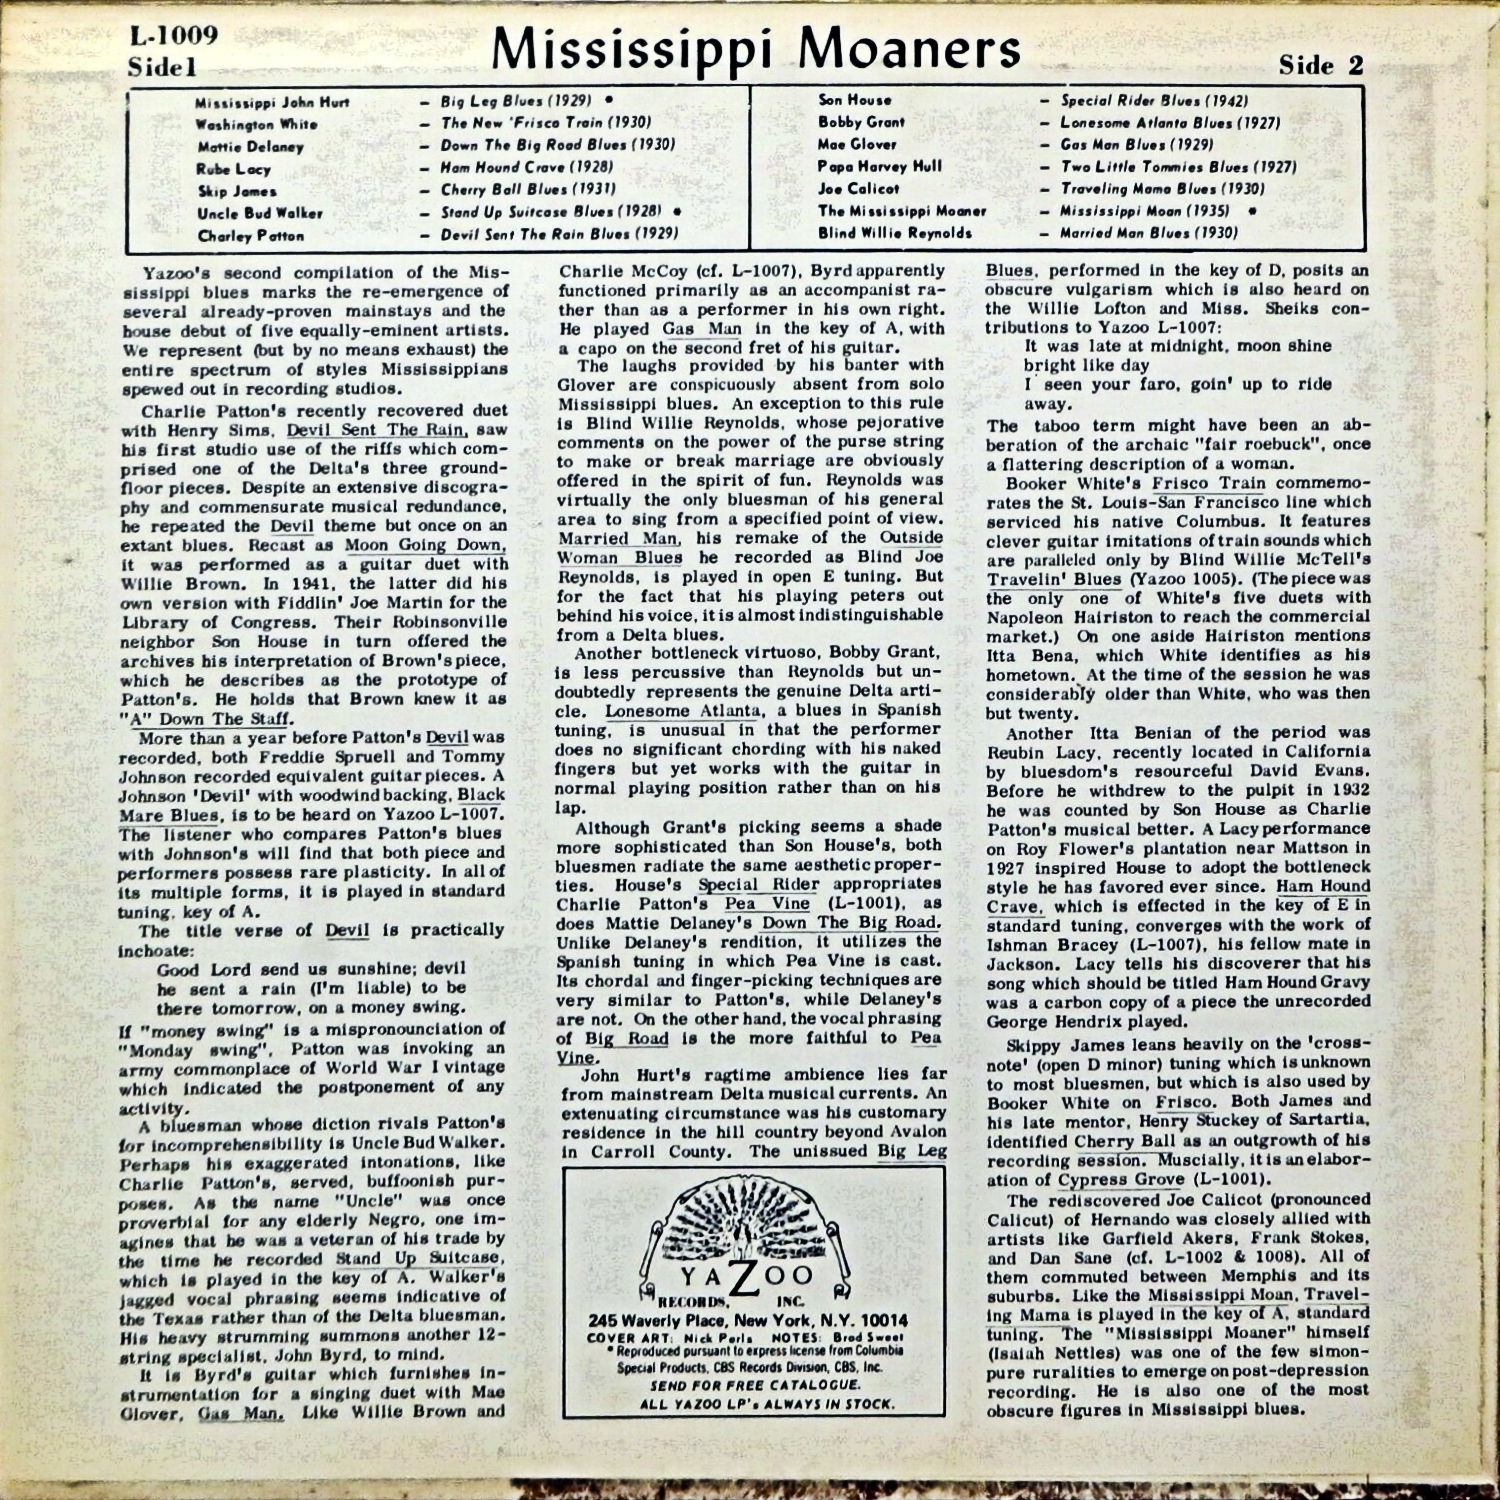 L-1009
Side1
Mississippi Moaners
Side 2
Mississippi John Hurt – Big Leg Blues (1929) •
Washington White – The New 'Frisco Train (1930)
Mattie Delaney – Down The Big Road Blues (1930)
Rube Lacy – Ham Hound Crave (1928)
Skip James – Cherry Ball Blues (1931)
Uncle Bud Walker – Stand Up Suitcase Blues (1928) •
Charley Patton – Devil Sent The Rain Blues (1929)
Son House – Special Rider Blues (1942)
Bobby Grant – Lonesome Atlanta Blues (1927)
Mae Glover – Gas Man Blues (1929)
Papa Harvey Hull – Two Little Tommies Blues (1927)
Joe Calicot – Traveling Mama Blues (1930)
The Mississippi Moaner – Mississippi Moan (1935) •
Blind Willie Reynolds – Married Man Blues (1930)
Yazoo's second compilation of the Mis-
sissippi blues marks the re-emergence of
several already-proven mainstays and the
house debut of five equally-eminent artists.
We represent (but by no means exhaust) the
entire spectrum of styles Mississippians
spewed out in recording studios.
Charlie Patton's recently recovered duet
with Henry Sims, Devil Sent The Rain, saw
his first studio use of the riffs which com-
prised one of the Delta's three ground-
floor pieces. Despite an extensive discogra-
phy and commensurate musical redundance,
he repeated the Devil theme but once on an
extant blues. Recast as Moon Going Down,
it was performed as a guitar duet with
Willie Brown. In 1941, the latter did his
own version with Fiddlin' Joe Martin for the
Library of Congress. Their Robinsonville
neighbor Son House in turn offered the
archives his interpretation of Brown's piece,
which he describes as the prototype of
Patton's. He holds that Brown knew it as
"A" Down The Staff.
More than a year before Patton's Devil was
recorded, both Freddie Spruell and Tommy
Johnson recorded equivalent guitar pieces. A
Johnson 'Devil' with woodwind backing, Black
Mare Blues, is to be heard on Yazoo L-1007.
The listener who compares Patton's blues
with Johnson's will find that both piece and
performers possess rare plasticity. In all of
its multiple forms, it is played in standard
tuning, key of A.
The title verse of Devil is practically
inchoate:
Good Lord send us sunshine; devil
he sent a rain (I'm liable) to be
there tomorrow, on a money swing.
If "money swing" is a mispronounciation of
"Monday swing", Patton was invoking an
army commonplace of World War I vintage
which indicated the postponement of any
activity.
A bluesman whose diction rivals Patton's
for incomprehensibility is Uncle Bud Walker.
Perhaps his exaggerated intonations, like
Charlie Patton's, served, buffoonish pur-
poses. As the name "Uncle" was once
proverbial for any elderly Negro, one im-
agines that he was a veteran of his trade by
the time he recorded Stand Up Suitcase,
which is played in the key of A. Walker's
jagged vocal phrasing seems indicative of
the Texas rather than of the Delta bluesman.
His heavy strumming summons another 12-
string specialist, John Byrd, to mind.
It is Byrd's guitar which furnishes in-
strumentation for a singing duet with Mae
Glover, Gas Man. Like Willie Brown and
Charlie McCoy (cf. L-1007), Byrd apparently
functioned primarily as an accompanist ra-
ther than as a performer in his own right.
He played Gas Man in the key of A, with
a capo on the second fret of his guitar.
The laughs provided by his banter with
Glover are conspicuously absent from solo
Mississippi blues. An exception to this rule
is Blind Willie Reynolds, whose pejorative
comments on the power of the purse string
to make or break marriage are obviously
offered in the spirit of fun. Reynolds was
virtually the only bluesman of his general
area to sing from a specified point of view.
Married Man, his remake of the Outside
Woman Blues he recorded as Blind Joe
Reynolds, is played in open E tuning. But
for the fact that his playing peters out
behind his voice, it is almost indistinguishable
from a Delta blues.
Another bottleneck virtuoso, Bobby Grant,
is less percussive than Reynolds but un-
doubtedly represents the genuine Delta arti-
cle. Lonesome Atlanta, a blues in Spanish
tuning, is unusual in that the performer
does no significant chording with his naked
fingers but yet works with the guitar in
normal playing position rather than on his
lap.
Although Grant's picking seems a shade
more sophisticated than Son House's, both
bluesmen radiate the same aesthetic proper-
ties. House's Special Rider appropriates
Charlie Patton's Pea Vine (L-1001), as
does Mattie Delaney's Down The Big Road.
Unlike Delaney's rendition, it utilizes the
Spanish tuning in which Pea Vine is cast.
Its chordal and finger-picking techniques are
very similar to Patton's, while Delaney's
are not. On the other hand, the vocal phrasing
of Big Road is the more faithful to Pea
Vine.
John Hurt's ragtime ambience lies far
from mainstream Delta musical currents. An
extenuating circumstance was his customary
residence in the hill country beyond Avalon
in Carroll County. The unissued Big Leg
YAZOO
RECORDS, INC.
245 Waverly Place, New York, N.Y. 10014
COVER ART: Nick Perls NOTES: Brad Sweet
• Reproduced pursuant to express license from Columbia
Special Products, CBS Records Division, CBS, Inc.
SEND FOR FREE CATALOGUE.
ALL YAZOO LP's ALWAYS IN STOCK.
Blues, performed in the key of D, posits an
obscure vulgarism which is also heard on
the Willie Lofton and Miss. Sheiks con-
tributions to Yazoo L-1007:
It was late at midnight, moon shine
bright like day
I seen your faro, goin' up to ride
away.
The taboo term might have been an ab-
beration of the archaic "fair roebuck", once
a flattering description of a woman.
Booker White's Frisco Train commemo-
rates the St. Louis-San Francisco line which
serviced his native Columbus. It features
clever guitar imitations of train sounds which
are paralleled only by Blind Willie McTell's
Travelin' Blues (Yazoo 1005). (The piece was
the only one of White's five duets with
Napoleon Hairiston to reach the commercial
market.) On one aside Hairiston mentions
Itta Bena, which White identifies as his
hometown. At the time of the session he was
considerably older than White, who was then
but twenty.
Another Itta Benian of the period was
Reubin Lacy, recently located in California
by bluesdom's resourceful David Evans.
Before he withdrew to the pulpit in 1932
he was counted by Son House as Charlie
Patton's musical better. A Lacy performance
on Roy Flower's plantation near Mattson in
1927 inspired House to adopt the bottleneck
style he has favored ever since. Ham Hound
Crave, which is effected in the key of E in
standard tuning, converges with the work of
Ishman Bracey (L-1007), his fellow mate in
Jackson. Lacy tells his discoverer that his
song which should be titled Ham Hound Gravy
was a carbon copy of a piece the unrecorded
George Hendrix played.
Skippy James leans heavily on the 'cross-
note' (open D minor) tuning which is unknown
to most bluesmen, but which is also used by
Booker White on Frisco. Both James and
his late mentor, Henry Stuckey of Sartartia,
identified Cherry Ball as an outgrowth of his
recording session. Muscially, it is an elabor-
ation of Cypress Grove (L-1001).
The rediscovered Joe Calicot (pronounced
Calicut) of Hernando was closely allied with
artists like Garfield Akers, Frank Stokes,
and Dan Sane (cf. L-1002 & 1008). All of
them commuted between Memphis and its
suburbs. Like the Mississippi Moan, Travel-
ing Mama is played in the key of A, standard
tuning. The "Mississippi Moaner" himself
(Isaiah Nettles) was one of the few simon-
pure ruralities to emerge on post-depression
recording. He is also one of the most
obscure figures in Mississippi blues.